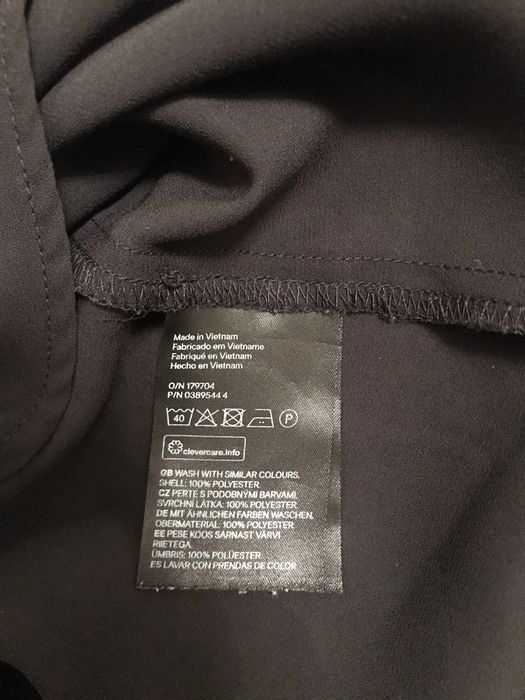 Made in Vietnam
Fabricado em Vietname
Fabriqué en Vietnam
Hecho en Vietnam
O/N 179704
P/N 0389544 4
40 P
clevercare.info
GB WASH WITH SIMILAR COLOURS.
SHELL: 100% POLYESTER.
CZ PERTE S PODOBNÝMI BARVAMI.
SVRCHNI LÁTKA: 100% POLYESTER.
DE MIT ÄHNLICHEN FARBEN WASCHEN.
OBERMATERIAL: 100% POLYESTER
EE PESE KOOS SARNAST VÄRVI
RIIETEGA.
ÜMBRIS: 100% POLÜESTER.
ES LAVAR CON PRENDAS DE COLOR